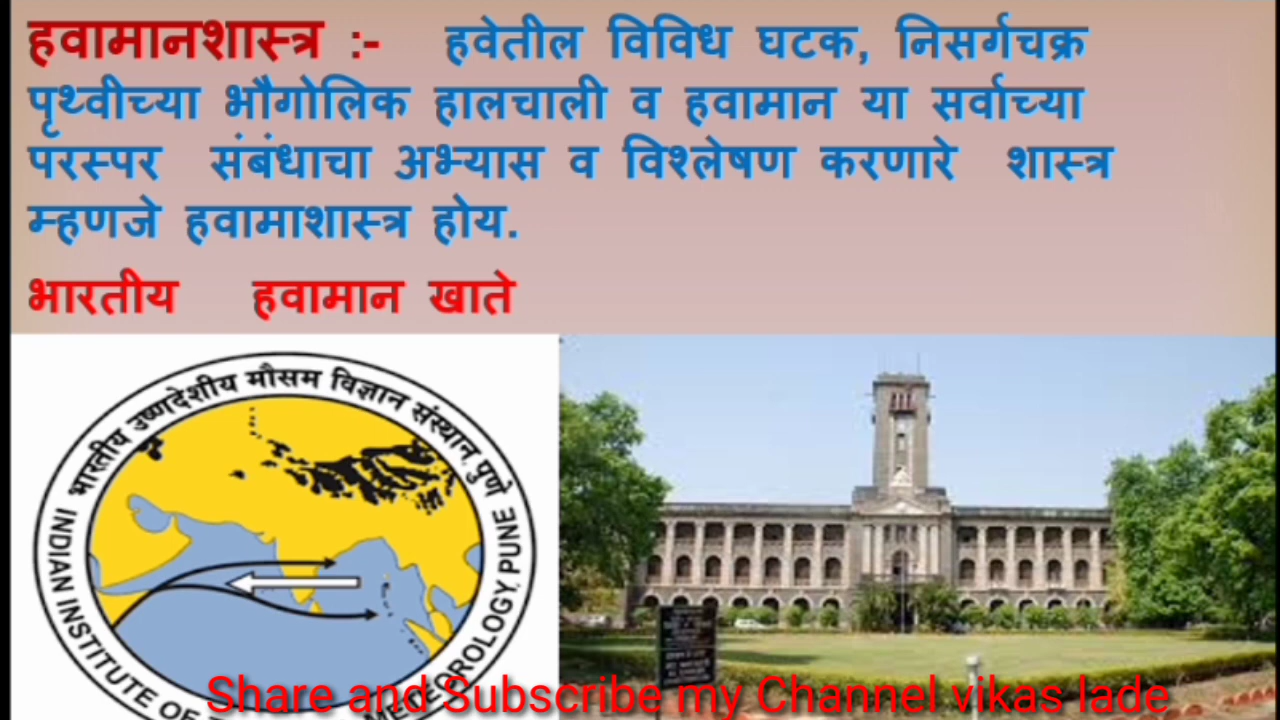 हवामानशास्त्र :- हवेतील विविध घटक, निसर्गचक्र
पृथ्वीच्या भौगोलिक हालचाली व हवामान या सर्वाच्या
परस्पर संबंधाचा अभ्यास व विश्लेषण करणारे शास्त्र
म्हणजे हवामाशास्त्र होय.
भारतीय हवामान खाते
भारतीय उष्णदेशीय मौसम विज्ञान संस्थान, पुणे
INDIAN INSTITUTE OF METEOROLOGY, PUNE
Share and Subscribe my Channel vikas lade